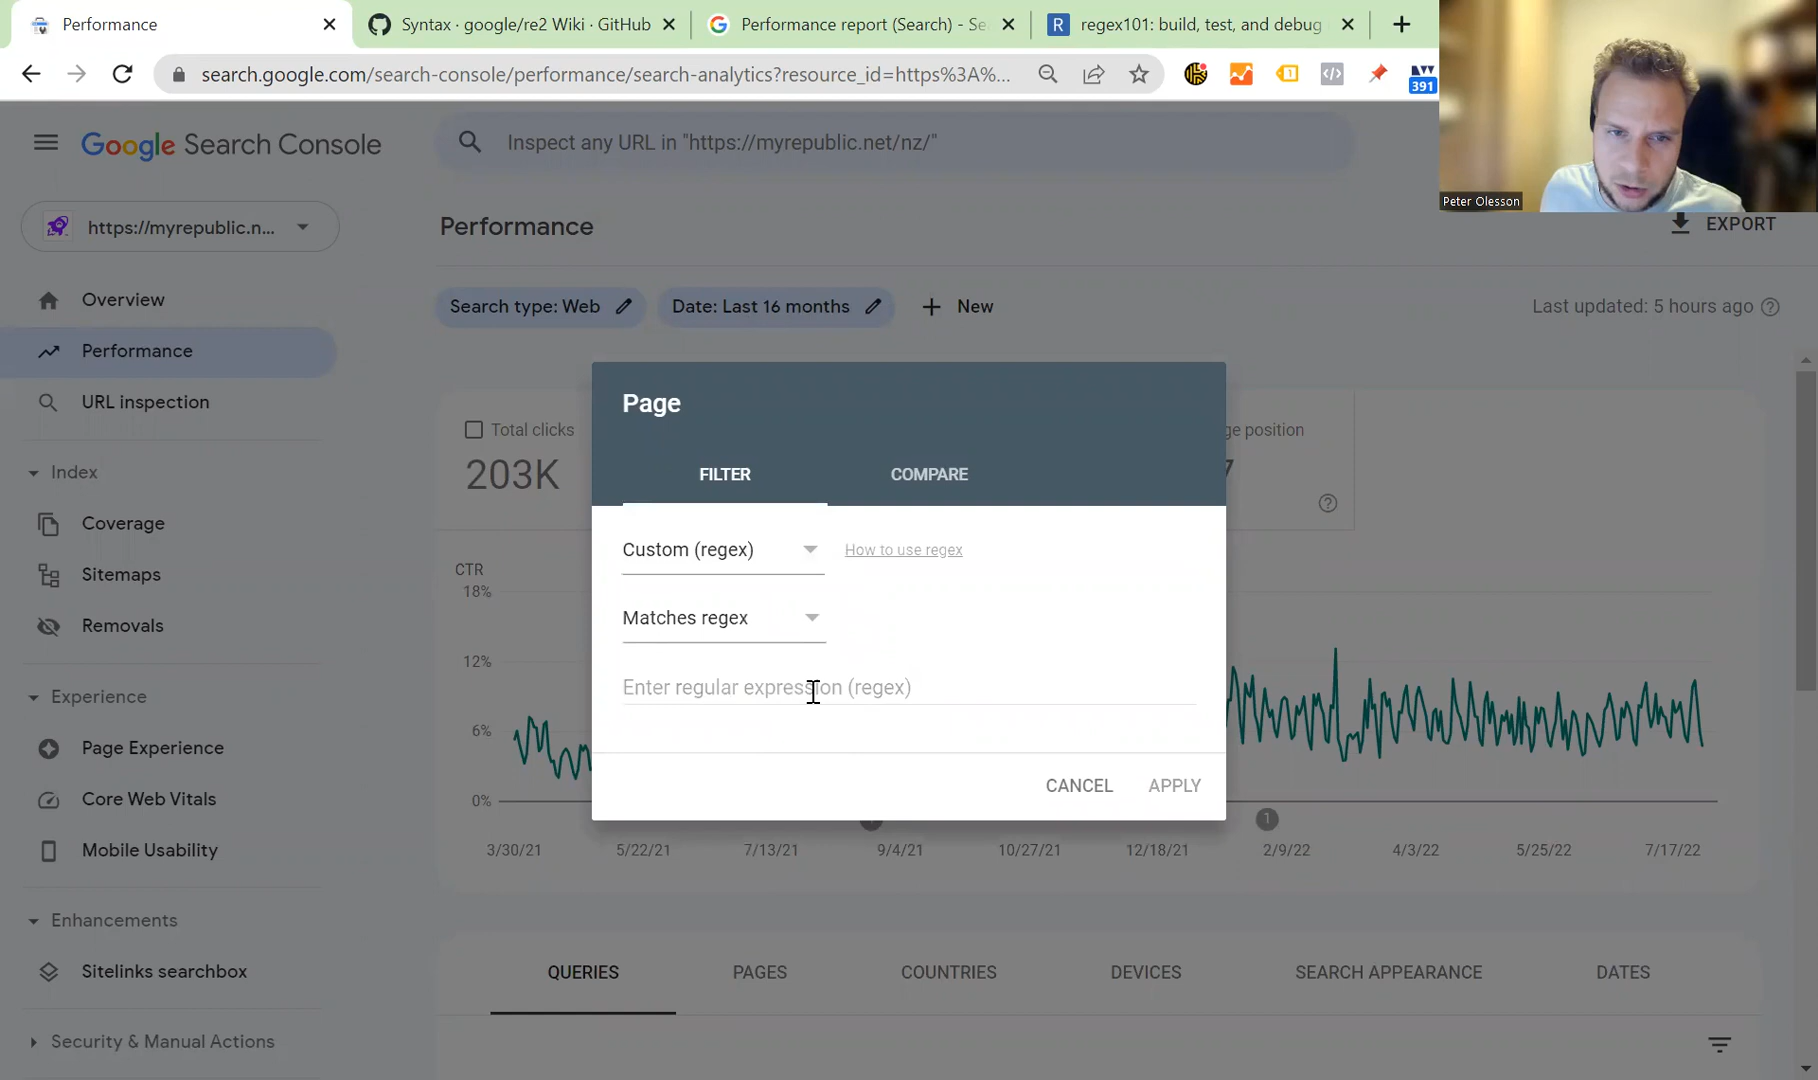 Performance
Syntax · google/re2 Wiki · GitHub
Performance report (Search) - Se
regex101: build, test, and debug
search.google.com/search-console/performance/search-analytics?resource_id=https%3A%...
1
391
Peter Olesson
Google Search Console
Inspect any URL in "https://myrepublic.net/nz/"
https://myrepublic.n...
Performance
EXPORT
Overview
Performance
URL inspection
Index
Coverage
Sitemaps
Removals
Experience
Page Experience
Core Web Vitals
Mobile Usability
Enhancements
Sitelinks searchbox
Security & Manual Actions
Search type: Web
Date: Last 16 months
New
Last updated: 5 hours ago
Total clicks
203K
ge position
7
Page
FILTER
COMPARE
Custom (regex)
How to use regex
Matches regex
Enter regular expression (regex)
CANCEL
APPLY
CTR
18%
12%
6%
0%
1
3/30/21
5/22/21
7/13/21
9/4/21
10/27/21
12/18/21
2/9/22
4/3/22
5/25/22
7/17/22
QUERIES
PAGES
COUNTRIES
DEVICES
SEARCH APPEARANCE
DATES